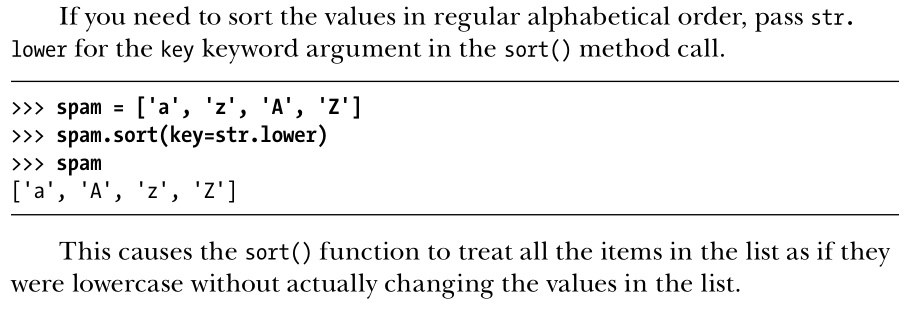 If you need to sort the values in regular alphabetical order, pass str.
lower for the key keyword argument in the sort() method call.
>>> spam = ['a', 'z', 'A', 'Z']
>>> spam.sort(key=str.lower)
>>> spam
['a', 'A', 'z', 'Z']
This causes the sort() function to treat all the items in the list as if they
were lowercase without actually changing the values in the list.